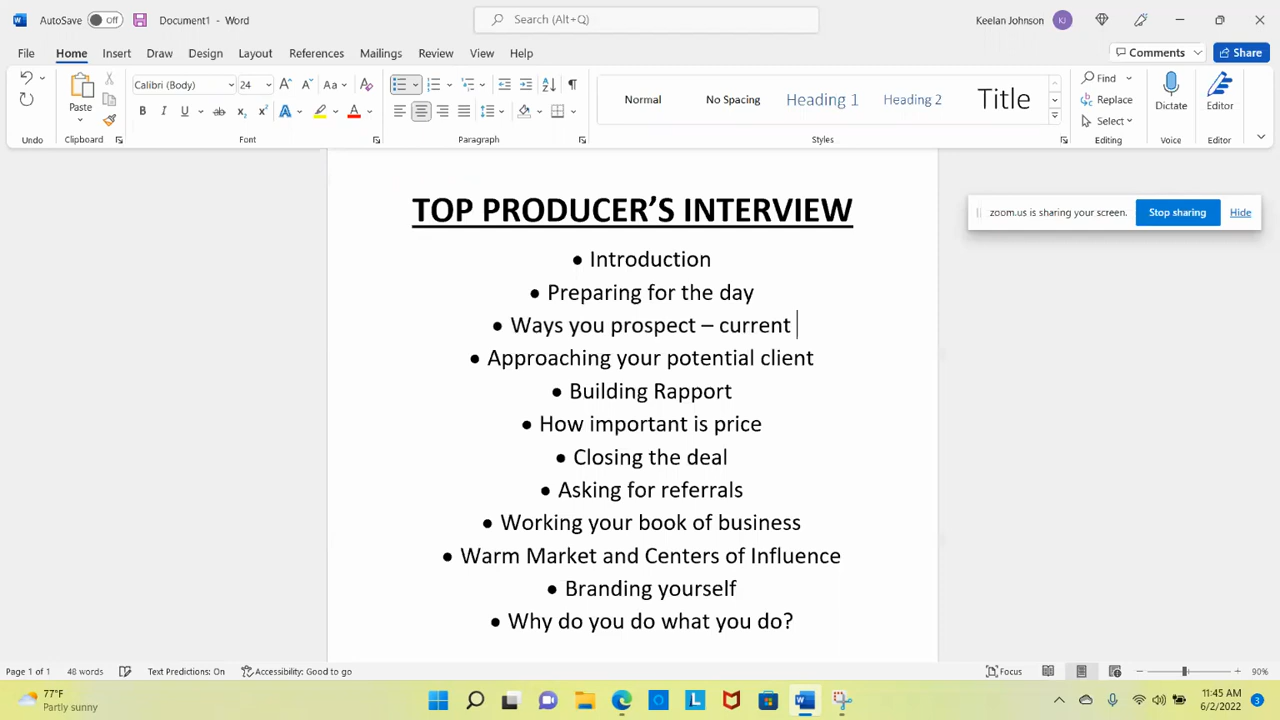 AutoSave Off Document1 - Word Search (Alt+Q) Keelan Johnson KJ
File Home Insert Draw Design Layout References Mailings Review View Help Comments Share
Calibri (Body) 24 Aa Normal No Spacing Heading 1 Heading 2 Title Find
Paste Replace Dictate Editor
Select
Undo Clipboard Font Paragraph Styles Editing Voice Editor
TOP PRODUCER'S INTERVIEW
zoom.us is sharing your screen. Stop sharing Hide
• Introduction
• Preparing for the day
• Ways you prospect – current
• Approaching your potential client
• Building Rapport
• How important is price
• Closing the deal
• Asking for referrals
• Working your book of business
• Warm Market and Centers of Influence
• Branding yourself
• Why do you do what you do?
Page 1 of 1 48 words Text Predictions: On Accessibility: Good to go Focus 90%
77°F
Partly sunny
11:45 AM
6/2/2022
3